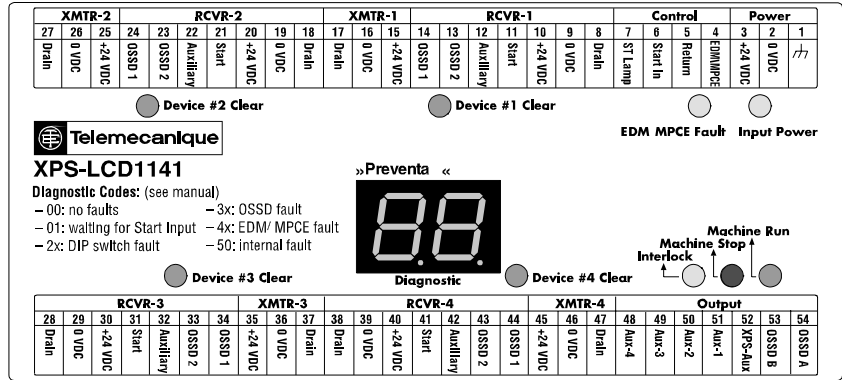 XMTR-2 RCVR-2 XMTR-1 RCVR-1 Control Power
27 26 25 24 23 22 21 20 19 18 17 16 15 14 13 12 11 10 9 8 7 6 5 4 3 2 1
Drain 0 VDC +24 VDC OSSD 1 OSSD 2 Auxiliary Start +24 VDC 0 VDC Drain Drain 0 VDC +24 VDC OSSD 1 OSSD 2 Auxiliary Start +24 VDC 0 VDC Drain ST Lamp Start In Return EDM/MPCE +24 VDC 0 VDC
Device #2 Clear Device #1 Clear
EDM MPCE Fault Input Power
Telemecanique
XPS-LCD1141
»Preventa «
Diagnostic Codes: (see manual)
– 00: no faults – 3x: OSSD fault
– 01: waiting for Start Input – 4x: EDM/ MPCE fault
– 2x: DIP switch fault – 50: internal fault
88
Machine Run
Machine Stop
Interlock
Device #3 Clear Diagnostic Device #4 Clear
RCVR-3 XMTR-3 RCVR-4 XMTR-4 Output
28 29 30 31 32 33 34 35 36 37 38 39 40 41 42 43 44 45 46 47 48 49 50 51 52 53 54
Drain 0 VDC +24 VDC Start Auxiliary OSSD 2 OSSD 1 +24 VDC 0 VDC Drain Drain 0 VDC +24 VDC Start Auxiliary OSSD 2 OSSD 1 +24 VDC 0 VDC Drain Aux-4 Aux-3 Aux-2 Aux-1 XPS-Aux OSSD B OSSD A